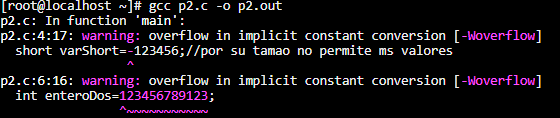 [root@localhost ~]# gcc p2.c -o p2.out
p2.c: In function 'main':
p2.c:4:17: warning: overflow in implicit constant conversion [-Woverflow]
short varShort=-123456;//por su tamao no permite ms valores
^
p2.c:6:16: warning: overflow in implicit constant conversion [-Woverflow]
int enteroDos=123456789123;
^~~~~~~~~~~~